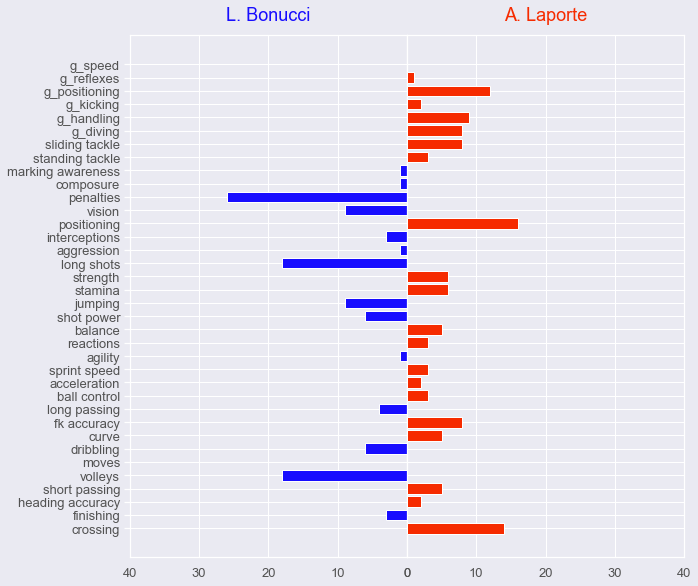 L. Bonucci A. Laporte
g_speed
g_reflexes
g_positioning
g_kicking
g_handling
g_diving
sliding tackle
standing tackle
marking awareness
composure
penalties
vision
positioning
interceptions
aggression
long shots
strength
stamina
jumping
shot power
balance
reactions
agility
sprint speed
acceleration
ball control
long passing
fk accuracy
curve
dribbling
moves
volleys
short passing
heading accuracy
finishing
crossing
40 30 20 10 0 10 20 30 40